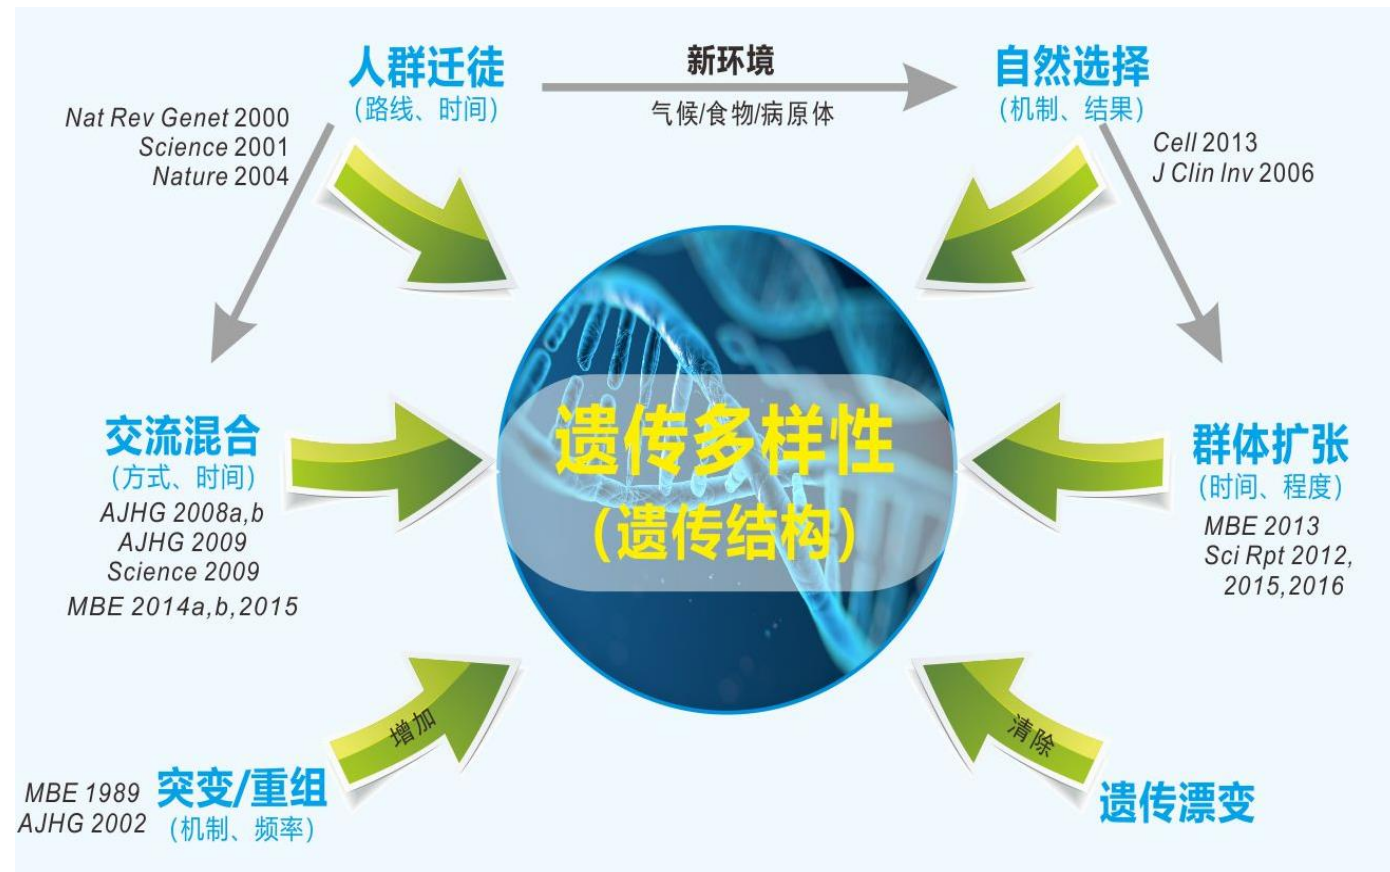 人群迁徙
(路线、时间)
新环境
气候/食物/病原体
自然选择
(机制、结果)
Nat Rev Genet 2000
Science 2001
Nature 2004
Cell 2013
J Clin Inv 2006
遗传多样性
(遗传结构)
交流混合
(方式、时间)
AJHG 2008a,b
AJHG 2009
Science 2009
MBE 2014a,b,2015
群体扩张
(时间、程度)
MBE 2013
Sci Rpt 2012,
2015,2016
增加
清除
MBE 1989
AJHG 2002
突变/重组
(机制、频率)
遗传漂变